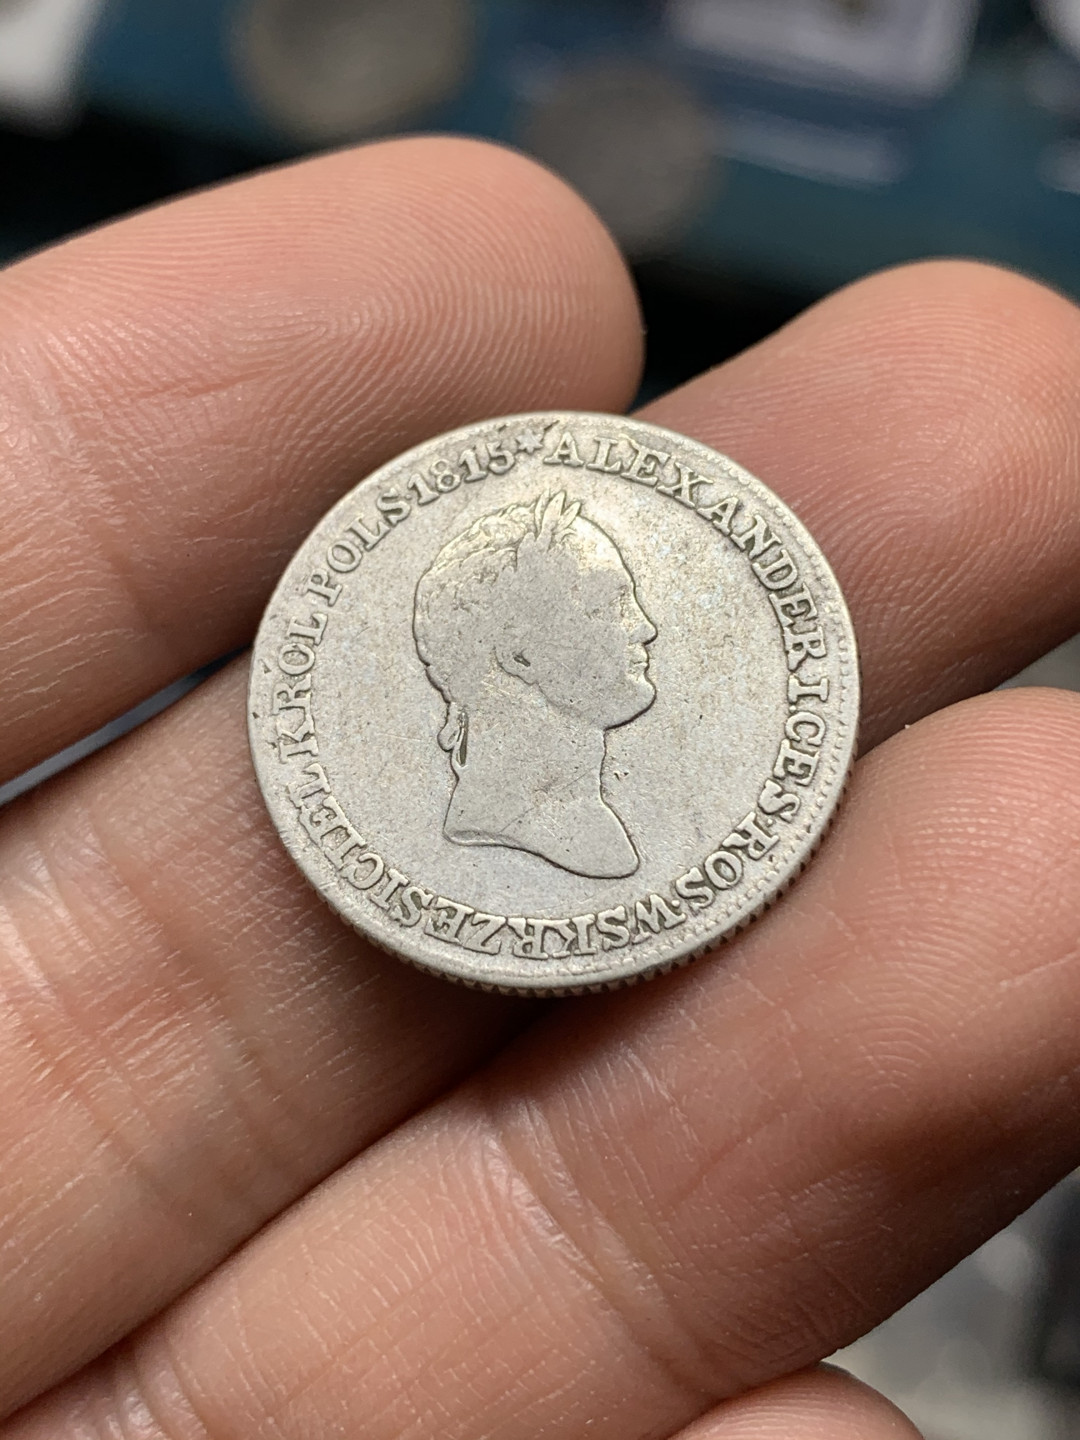 ALEXANDER I.CES.ROS.WSKRZESICIEL KROL POLS 1815*